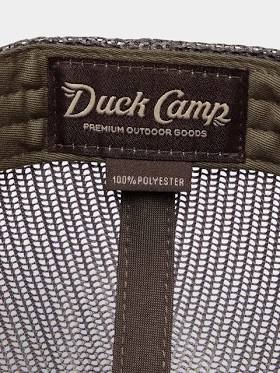 Duck Camp
PREMIUM OUTDOOR GOODS
100% POLYESTER